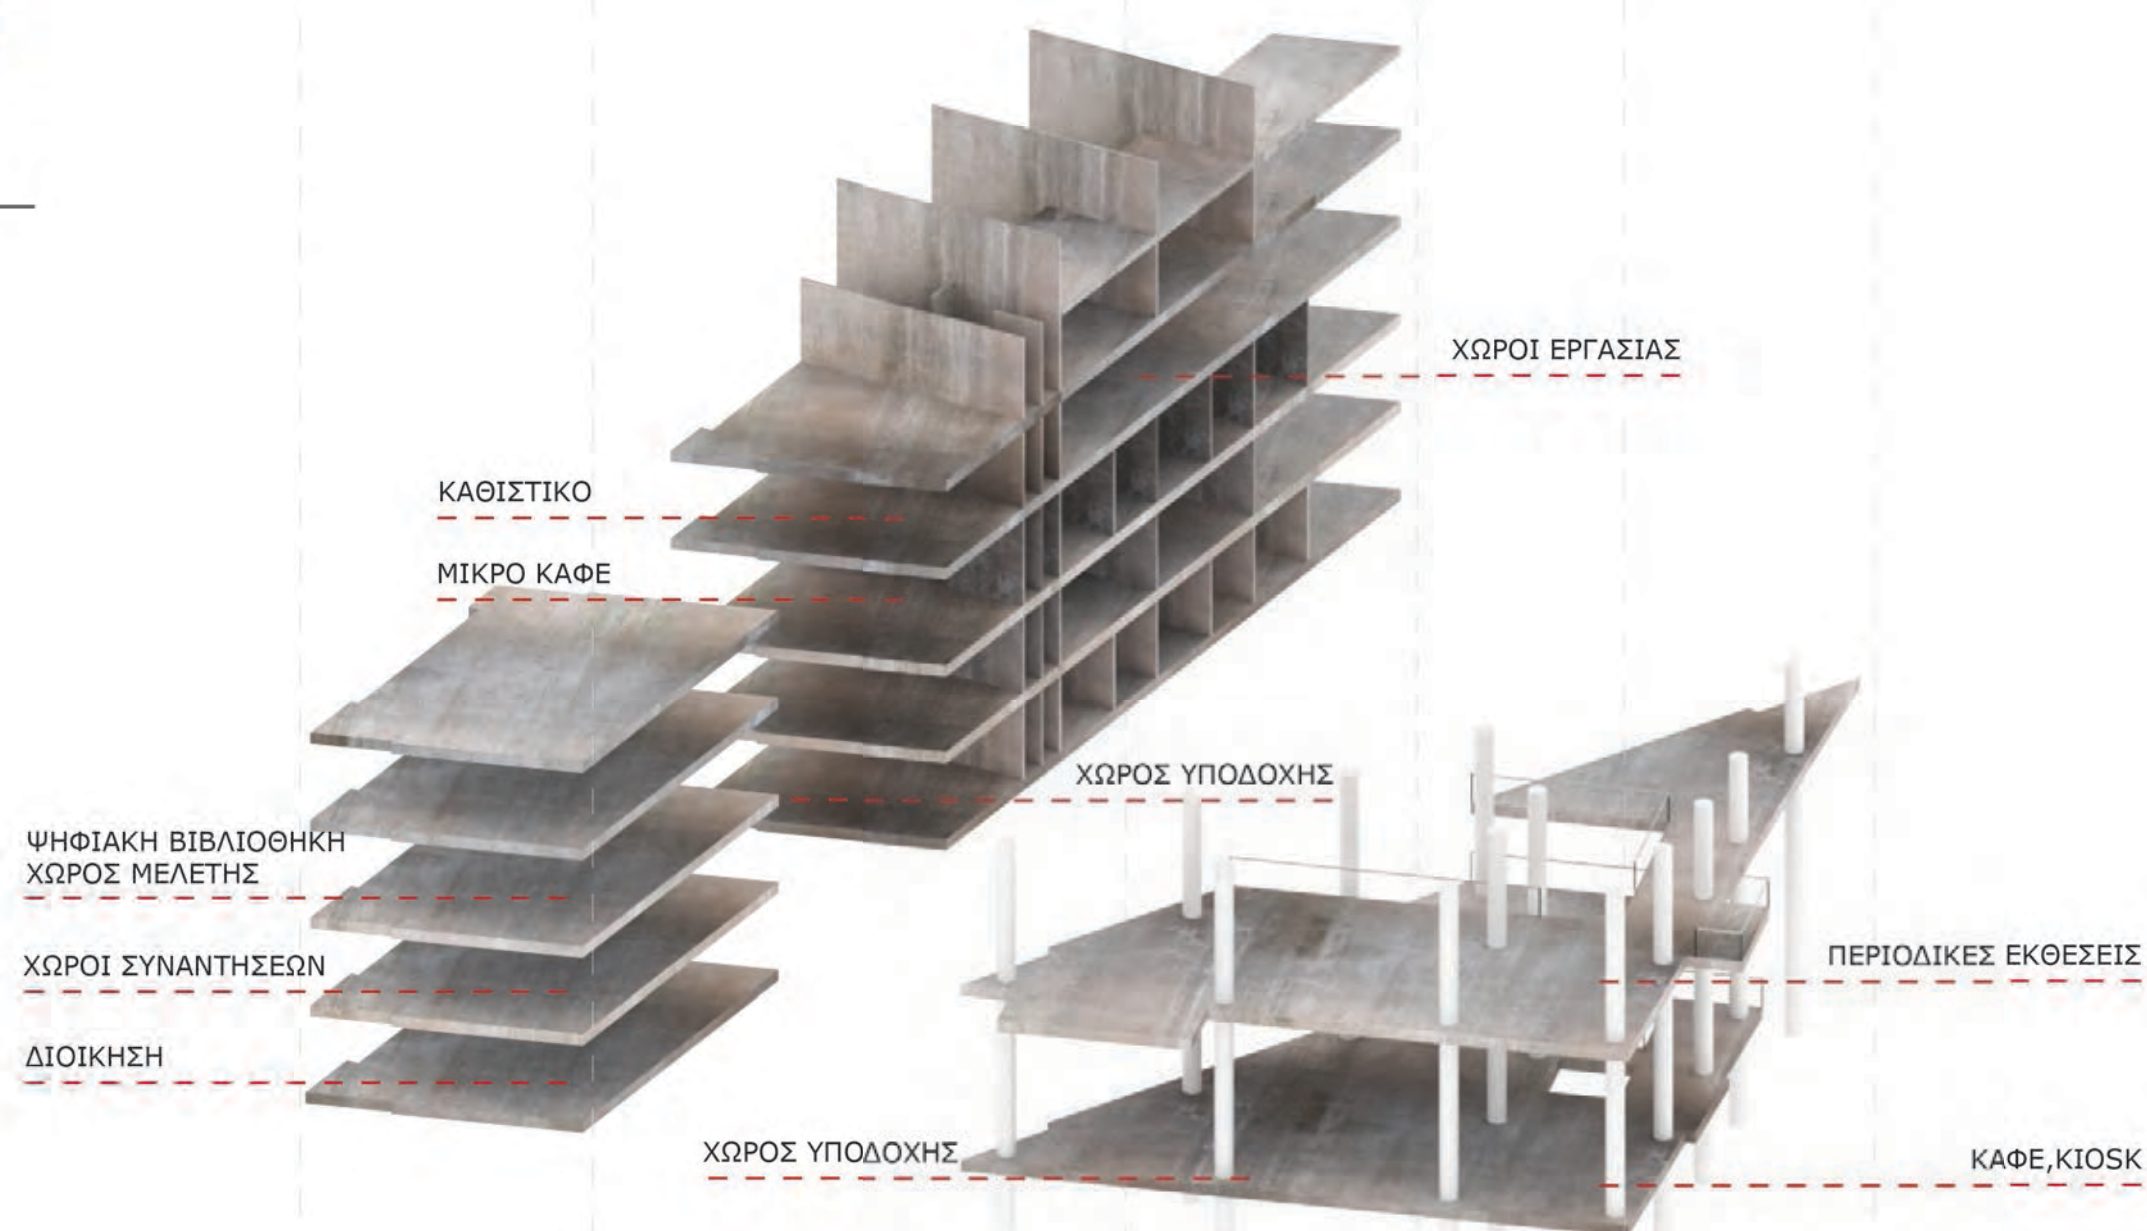 ΧΩΡΟΙ ΕΡΓΑΣΙΑΣ
ΚΑΘΙΣΤΙΚΟ
ΜΙΚΡΟ ΚΑΦΕ
ΧΩΡΟΣ ΥΠΟΔΟΧΗΣ
ΨΗΦΙΑΚΗ ΒΙΒΛΙΟΘΗΚΗ
ΧΩΡΟΣ ΜΕΛΕΤΗΣ
ΧΩΡΟΙ ΣΥΝΑΝΤΗΣΕΩΝ
ΠΕΡΙΟΔΙΚΕΣ ΕΚΘΕΣΕΙΣ
ΔΙΟΙΚΗΣΗ
ΧΩΡΟΣ ΥΠΟΔΟΧΗΣ
ΚΑΦΕ,KIOSK